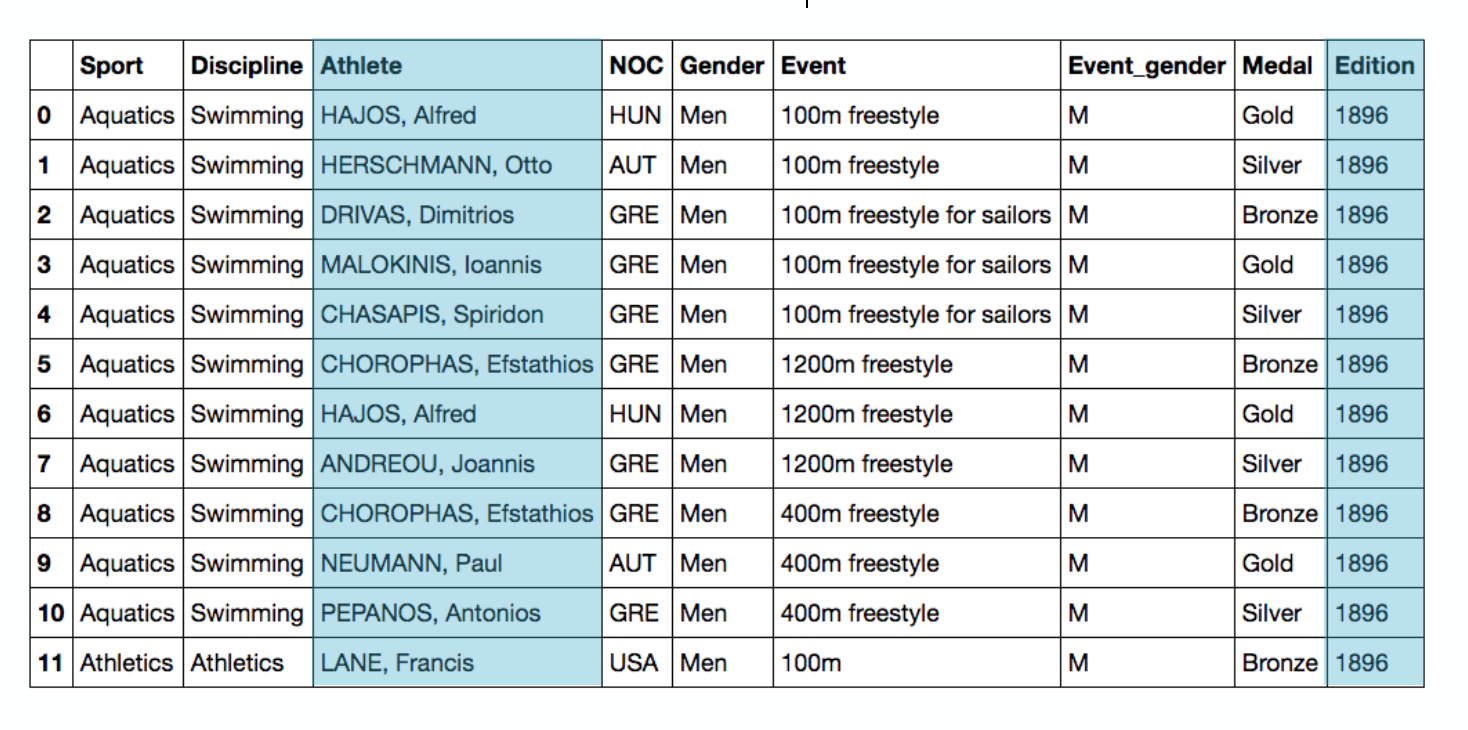 Sport Discipline Athlete NOC Gender Event Event_gender Medal Edition
0 Aquatics Swimming HAJOS, Alfred HUN Men 100m freestyle M Gold 1896
1 Aquatics Swimming HERSCHMANN, Otto AUT Men 100m freestyle M Silver 1896
2 Aquatics Swimming DRIVAS, Dimitrios GRE Men 100m freestyle for sailors M Bronze 1896
3 Aquatics Swimming MALOKINIS, Ioannis GRE Men 100m freestyle for sailors M Gold 1896
4 Aquatics Swimming CHASAPIS, Spiridon GRE Men 100m freestyle for sailors M Silver 1896
5 Aquatics Swimming CHOROPHAS, Efstathios GRE Men 1200m freestyle M Bronze 1896
6 Aquatics Swimming HAJOS, Alfred HUN Men 1200m freestyle M Gold 1896
7 Aquatics Swimming ANDREOU, Joannis GRE Men 1200m freestyle M Silver 1896
8 Aquatics Swimming CHOROPHAS, Efstathios GRE Men 400m freestyle M Bronze 1896
9 Aquatics Swimming NEUMANN, Paul AUT Men 400m freestyle M Gold 1896
10 Aquatics Swimming PEPANOS, Antonios GRE Men 400m freestyle M Silver 1896
11 Athletics Athletics LANE, Francis USA Men 100m M Bronze 1896